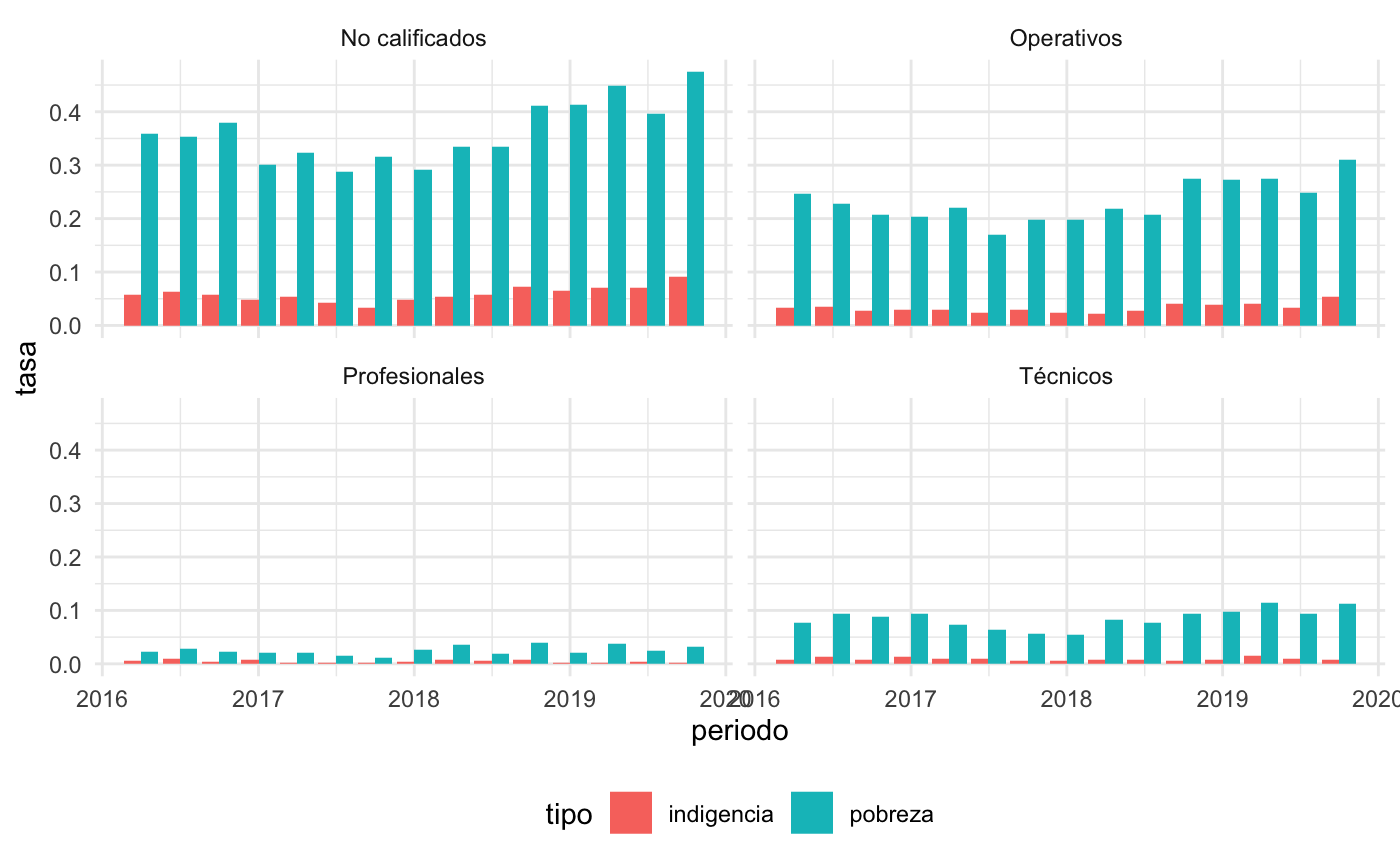 No calificados Operativos
0.4
0.3
0.2
0.1
0.0
tasa
Profesionales Técnicos
0.4
0.3
0.2
0.1
0.0
2016 2017 2018 2019 2020 2016 2017 2018 2019 2020
periodo
tipo indigencia pobreza